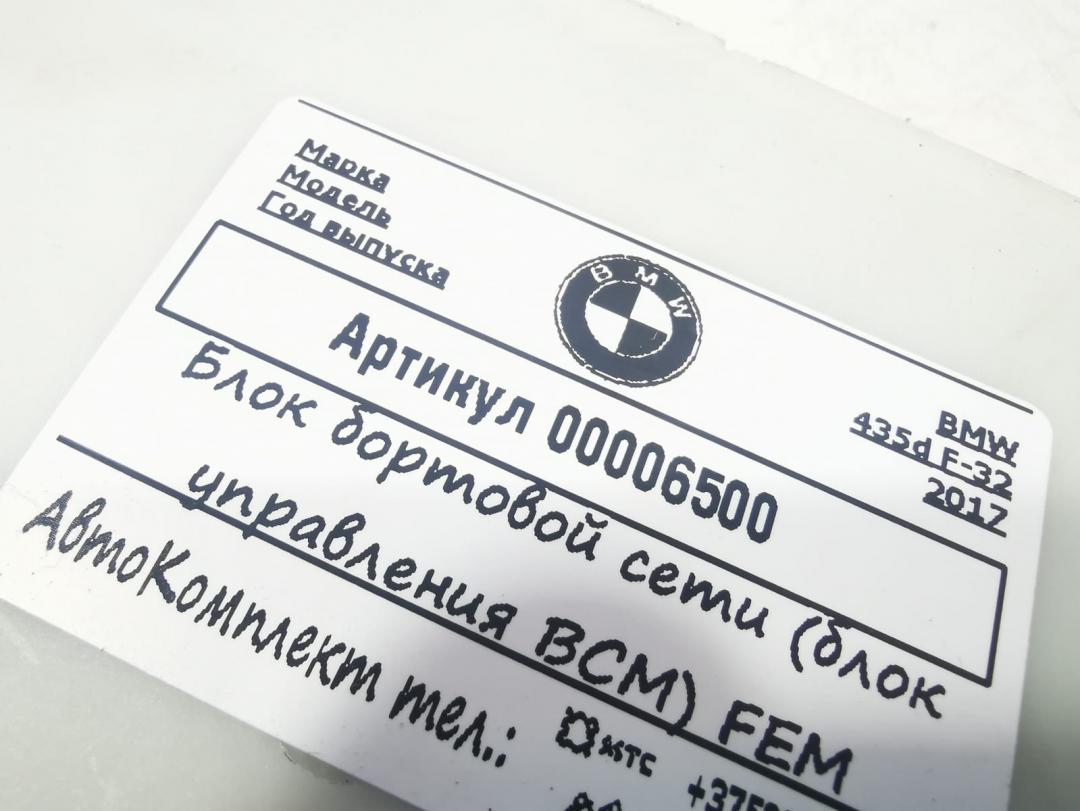 Марка
Модель
Год выпуска
BMW
BMW
435d F-32
2017
Артикул 00006500
Блок бортовой сети (блок
управления BCM) FEM
АвтоКомплект тел.:
мтс